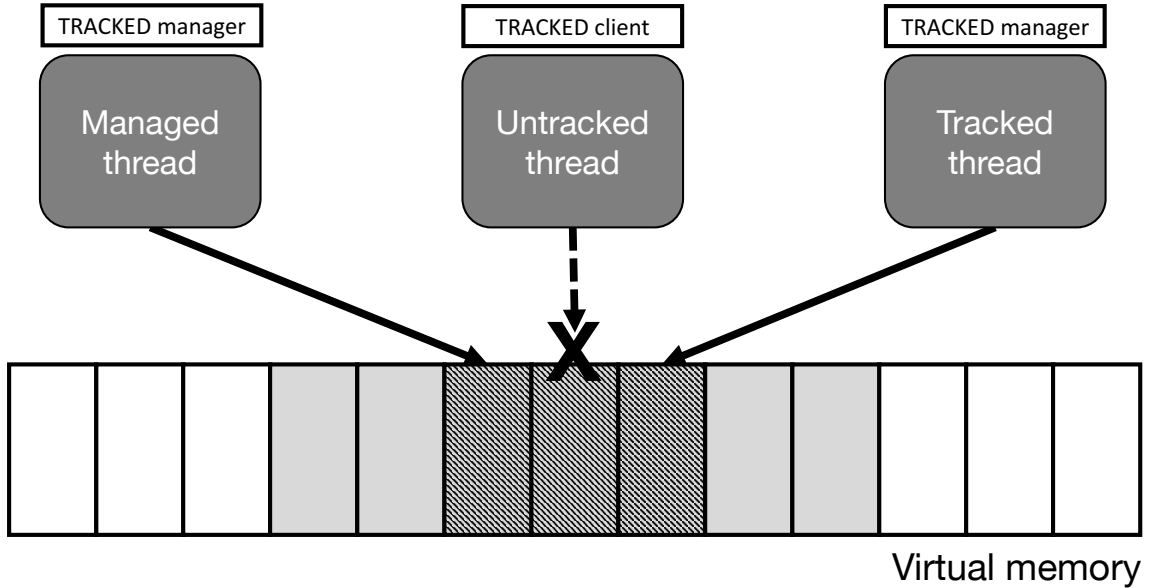 TRACKED manager
TRACKED client
TRACKED manager
Managed
thread
Untracked
thread
Tracked
thread
X
Virtual memory